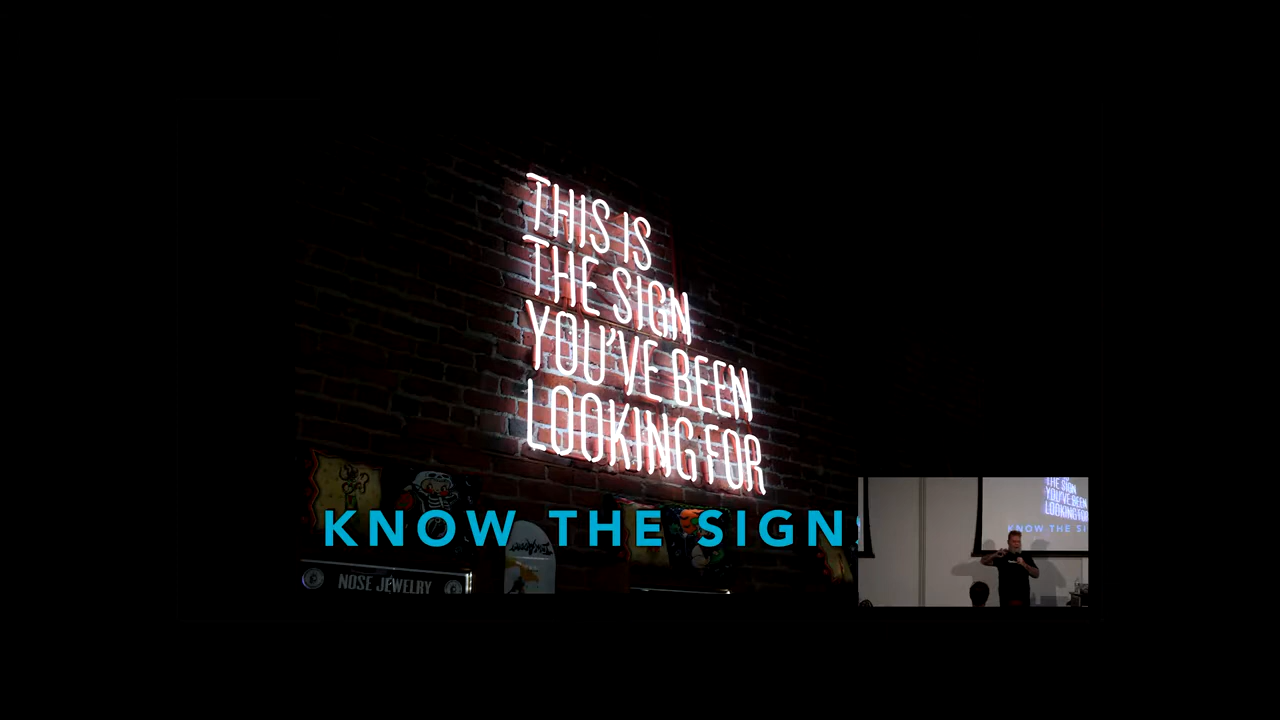 THIS IS
THE SIGN
YOU'VE BEEN
LOOKING FOR
KNOW THE SIGN
NOSE JEWELRY
THE SIGN
YOU'VE BEEN
LOOKING FOR
KNOW THE SI